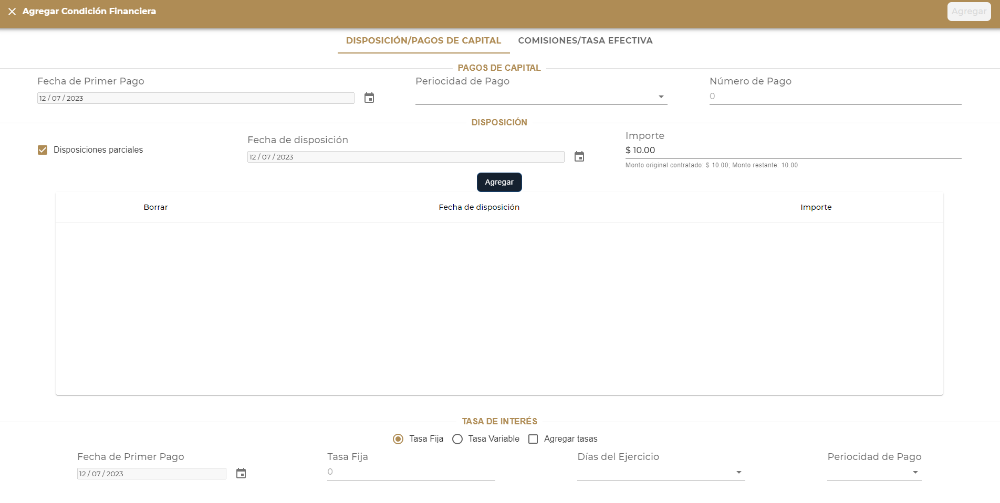 Agregar Condición Financiera
Agregar
DISPOSICIÓN/PAGOS DE CAPITAL
COMISIONES/TASA EFECTIVA
PAGOS DE CAPITAL
Fecha de Primer Pago
Periocidad de Pago
Número de Pago
12 / 07 / 2023
0
DISPOSICIÓN
Disposiciones parciales
Fecha de disposición
12 / 07 / 2023
Importe
$ 10.00
Monto original contratado: $ 10.00; Monto restante: 10.00
Agregar
Borrar
Fecha de disposición
Importe
TASA DE INTERÉS
Tasa Fija
Tasa Variable
Agregar tasas
Fecha de Primer Pago
Tasa Fija
Días del Ejercicio
Periocidad de Pago
12 / 07 / 2023
0